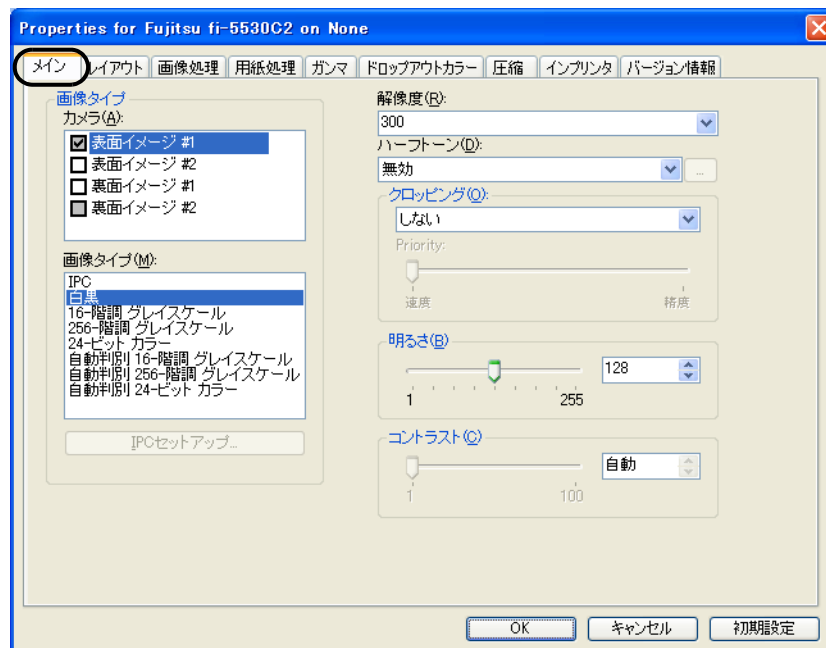 Properties for Fujitsu fi-5530C2 on None
メイン レイアウト 画像処理 用紙処理 ガンマ ドロップアウトカラー 圧縮 インプリンタ バージョン情報
画像タイプ
カメラ(A):
表面イメージ #1
表面イメージ #2
裏面イメージ #1
裏面イメージ #2
画像タイプ(M):
IPC
白黒
16-階調 グレイスケール
256-階調 グレイスケール
24-ビット カラー
自動判別 16-階調 グレイスケール
自動判別 256-階調 グレイスケール
自動判別 24-ビット カラー
IPCセットアップ...
解像度(R):
300
ハーフトーン(D):
無効
...
クロッピング(O):
しない
Priority:
速度 精度
明るさ(B)
128
1 255
コントラスト(C)
自動
1 100
OK キャンセル 初期設定